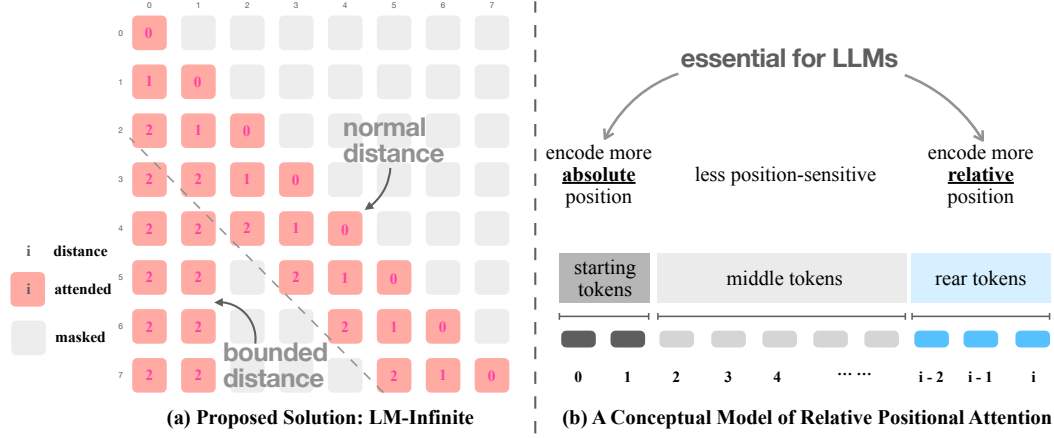 0 1 2 3 4 5 6 7
0 0
1 1 0
2 2 1 0
normal
distance
3 2 2 1 0
4 2 2 2 1 0
i distance
5 2 2 2 1 0
i attended
6 2 2 2 1 0
masked
bounded
distance
7 2 2 2 1 0
(a) Proposed Solution: LM-Infinite
essential for LLMs
encode more
absolute
position
less position-sensitive
encode more
relative
position
starting
tokens
middle tokens
rear tokens
0 1 2 3 4 ... ... i - 2 i - 1 i
(b) A Conceptual Model of Relative Positional Attention